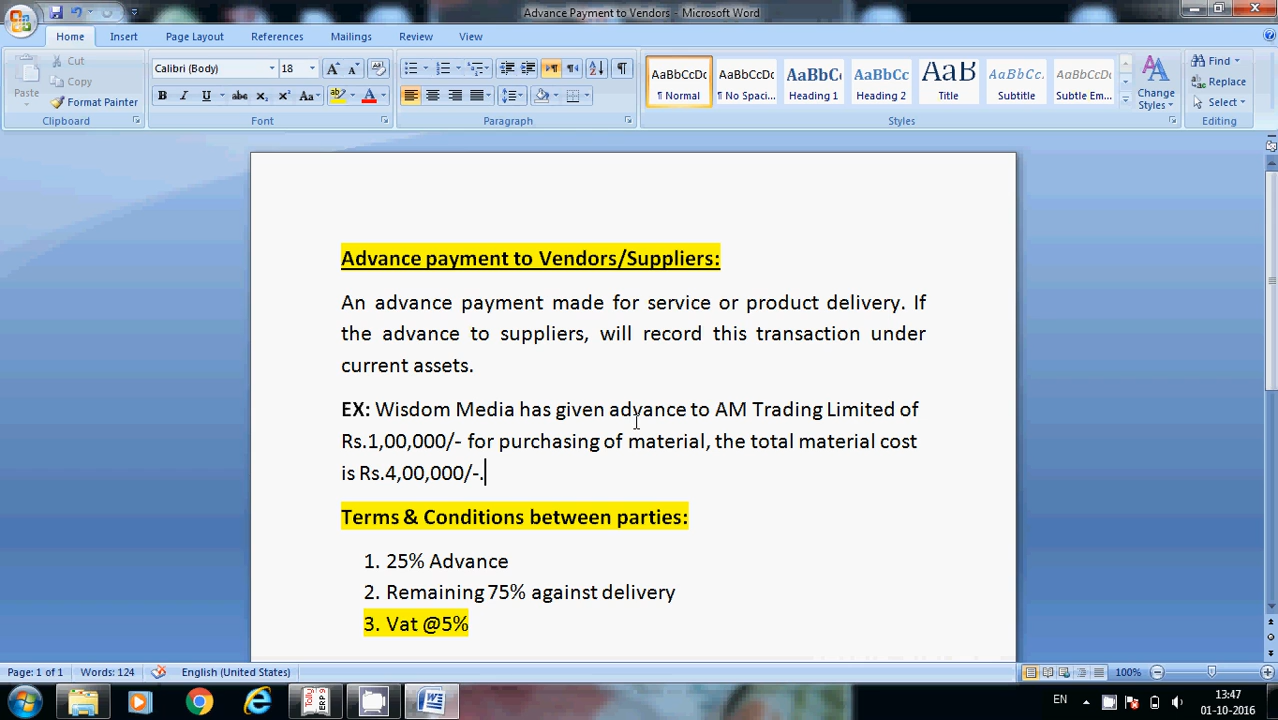 Advance Payment to Vendors - Microsoft Word
Home Insert Page Layout References Mailings Review View
Paste
Cut
Copy
Format Painter
Clipboard
Calibri (Body) 18
B I U abc x₂ x² Aa
Font
Paragraph
AaBbCcDc AaBbCcDc AaBbC AaBbCc AaB AaBbCc. AaBbCcDc
¶ Normal ¶ No Spaci... Heading 1 Heading 2 Title Subtitle Subtle Em...
Change Styles
Styles
Find
Replace
Select
Editing
Advance payment to Vendors/Suppliers:
An advance payment made for service or product delivery. If
the advance to suppliers, will record this transaction under
current assets.
EX: Wisdom Media has given advance to AM Trading Limited of
Rs.1,00,000/- for purchasing of material, the total material cost
is Rs.4,00,000/-.
Terms & Conditions between parties:
1. 25% Advance
2. Remaining 75% against delivery
3. Vat @5%
Page: 1 of 1 Words: 124 English (United States) 100%
EN 13:47
01-10-2016